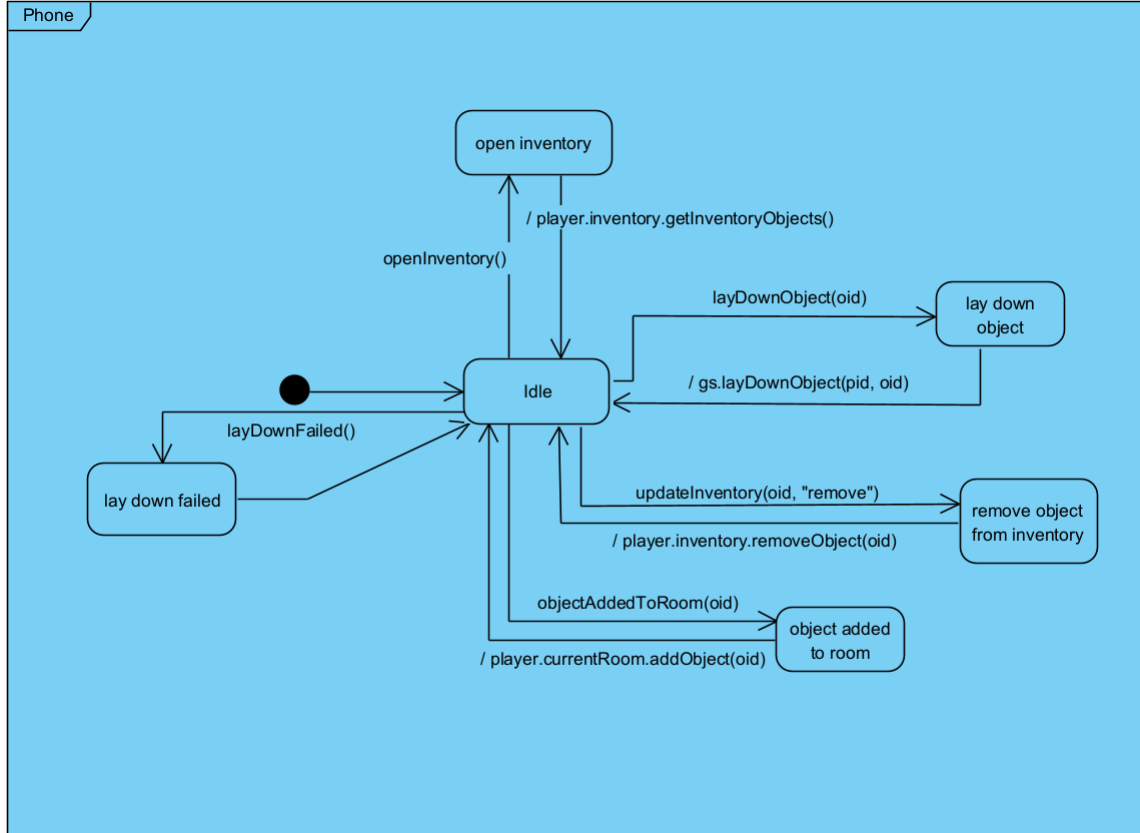 Phone
open inventory
/ player.inventory.getInventoryObjects()
openInventory()
layDownObject(oid)
lay down
object
/ gs.layDownObject(pid, oid)
Idle
layDownFailed()
lay down failed
updateInventory(oid, "remove")
remove object
from inventory
/ player.inventory.removeObject(oid)
objectAddedToRoom(oid)
object added
to room
/ player.currentRoom.addObject(oid)